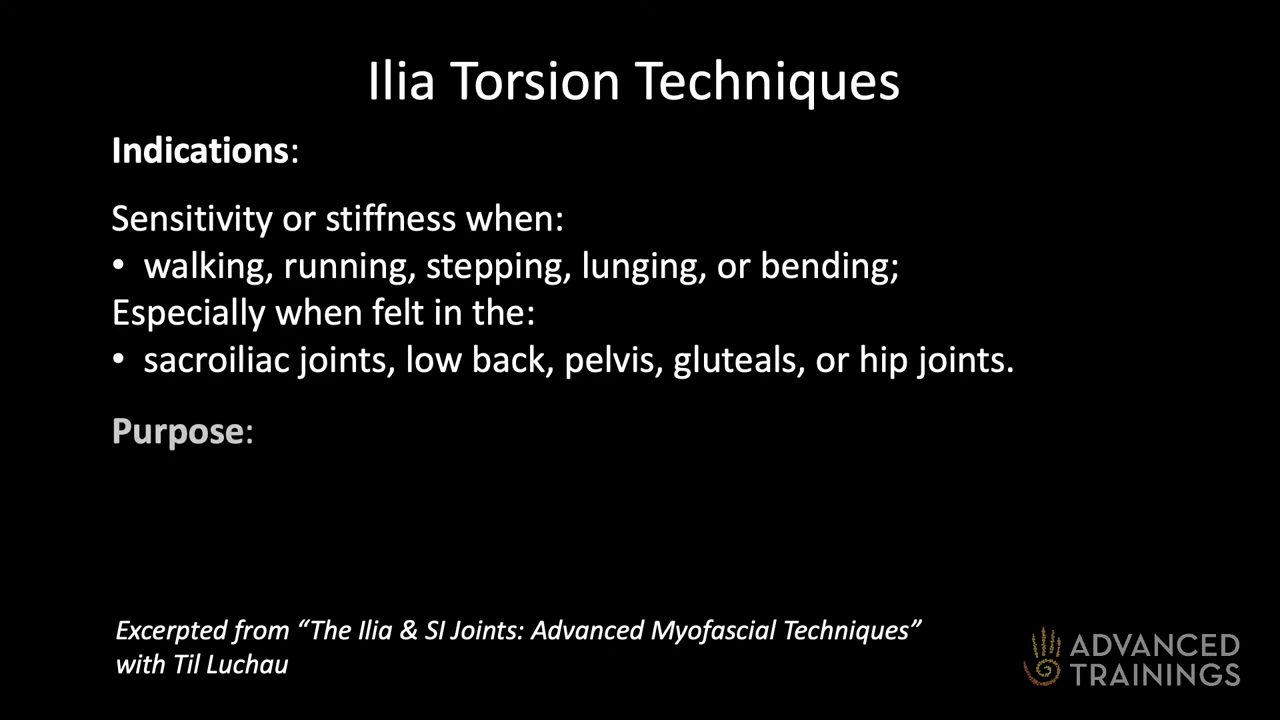 Ilia Torsion Techniques
Indications:
Sensitivity or stiffness when:
• walking, running, stepping, lunging, or bending;
Especially when felt in the:
• sacroiliac joints, low back, pelvis, gluteals, or hip joints.
Purpose:
Excerpted from “The Ilia & SI Joints: Advanced Myofascial Techniques”
with Til Luchau
ADVANCED
TRAININGS